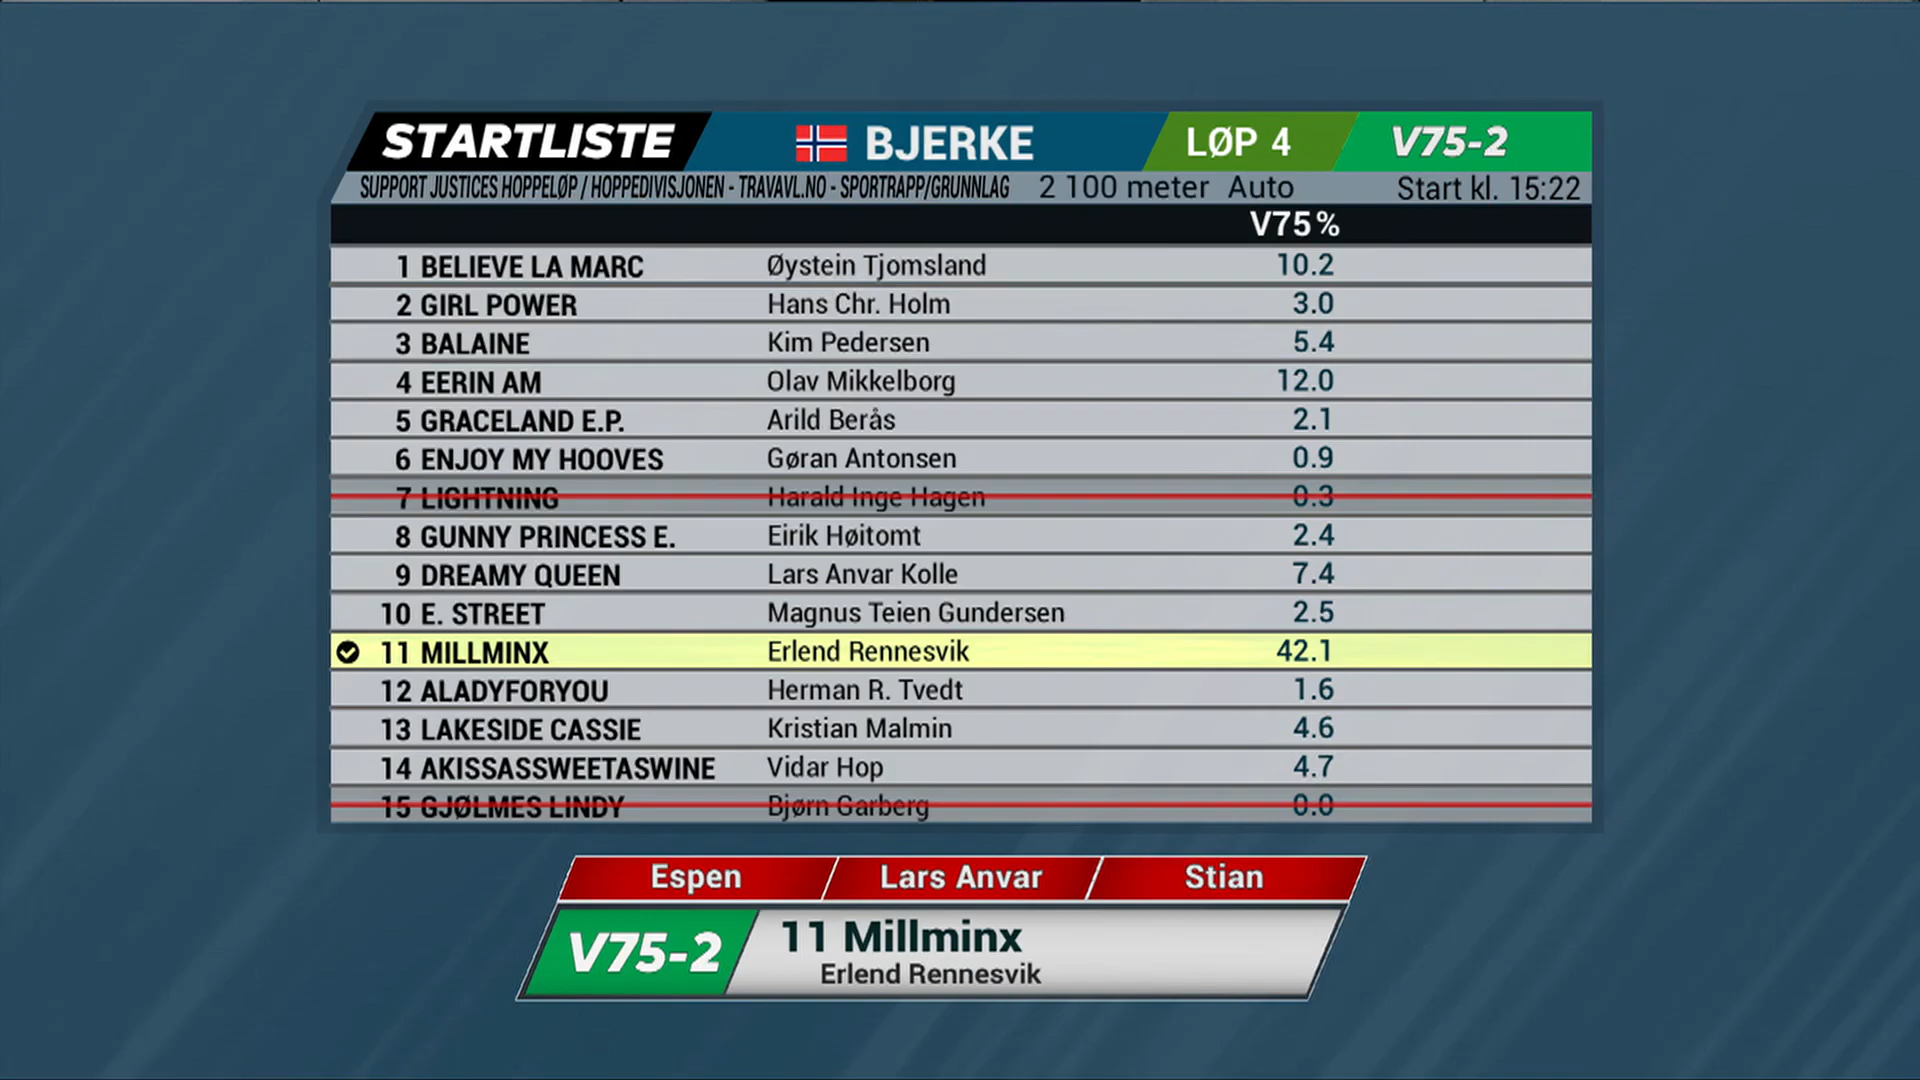 STARTLISTE BJERKE LØP 4 V75-2
SUPPORT JUSTICES HOPPELØP / HOPPEDIVISJONEN - TRAVAVL.NO - SPORTRAPP/GRUNNLAG 2 100 meter Auto Start kl. 15:22
V75%
1 BELIEVE LA MARC Øystein Tjomsland 10.2
2 GIRL POWER Hans Chr. Holm 3.0
3 BALAINE Kim Pedersen 5.4
4 EERIN AM Olav Mikkelborg 12.0
5 GRACELAND E.P. Arild Berås 2.1
6 ENJOY MY HOOVES Gøran Antonsen 0.9
7 LIGHTNING Harald Inge Hagen 0.3
8 GUNNY PRINCESS E. Eirik Høitomt 2.4
9 DREAMY QUEEN Lars Anvar Kolle 7.4
10 E. STREET Magnus Teien Gundersen 2.5
11 MILLMINX Erlend Rennesvik 42.1
12 ALADYFORYOU Herman R. Tvedt 1.6
13 LAKESIDE CASSIE Kristian Malmin 4.6
14 AKISSASSWEETASWINE Vidar Hop 4.7
15 GJØLMES LINDY Bjørn Garberg 0.0
Espen Lars Anvar Stian
V75-2 11 Millminx
Erlend Rennesvik